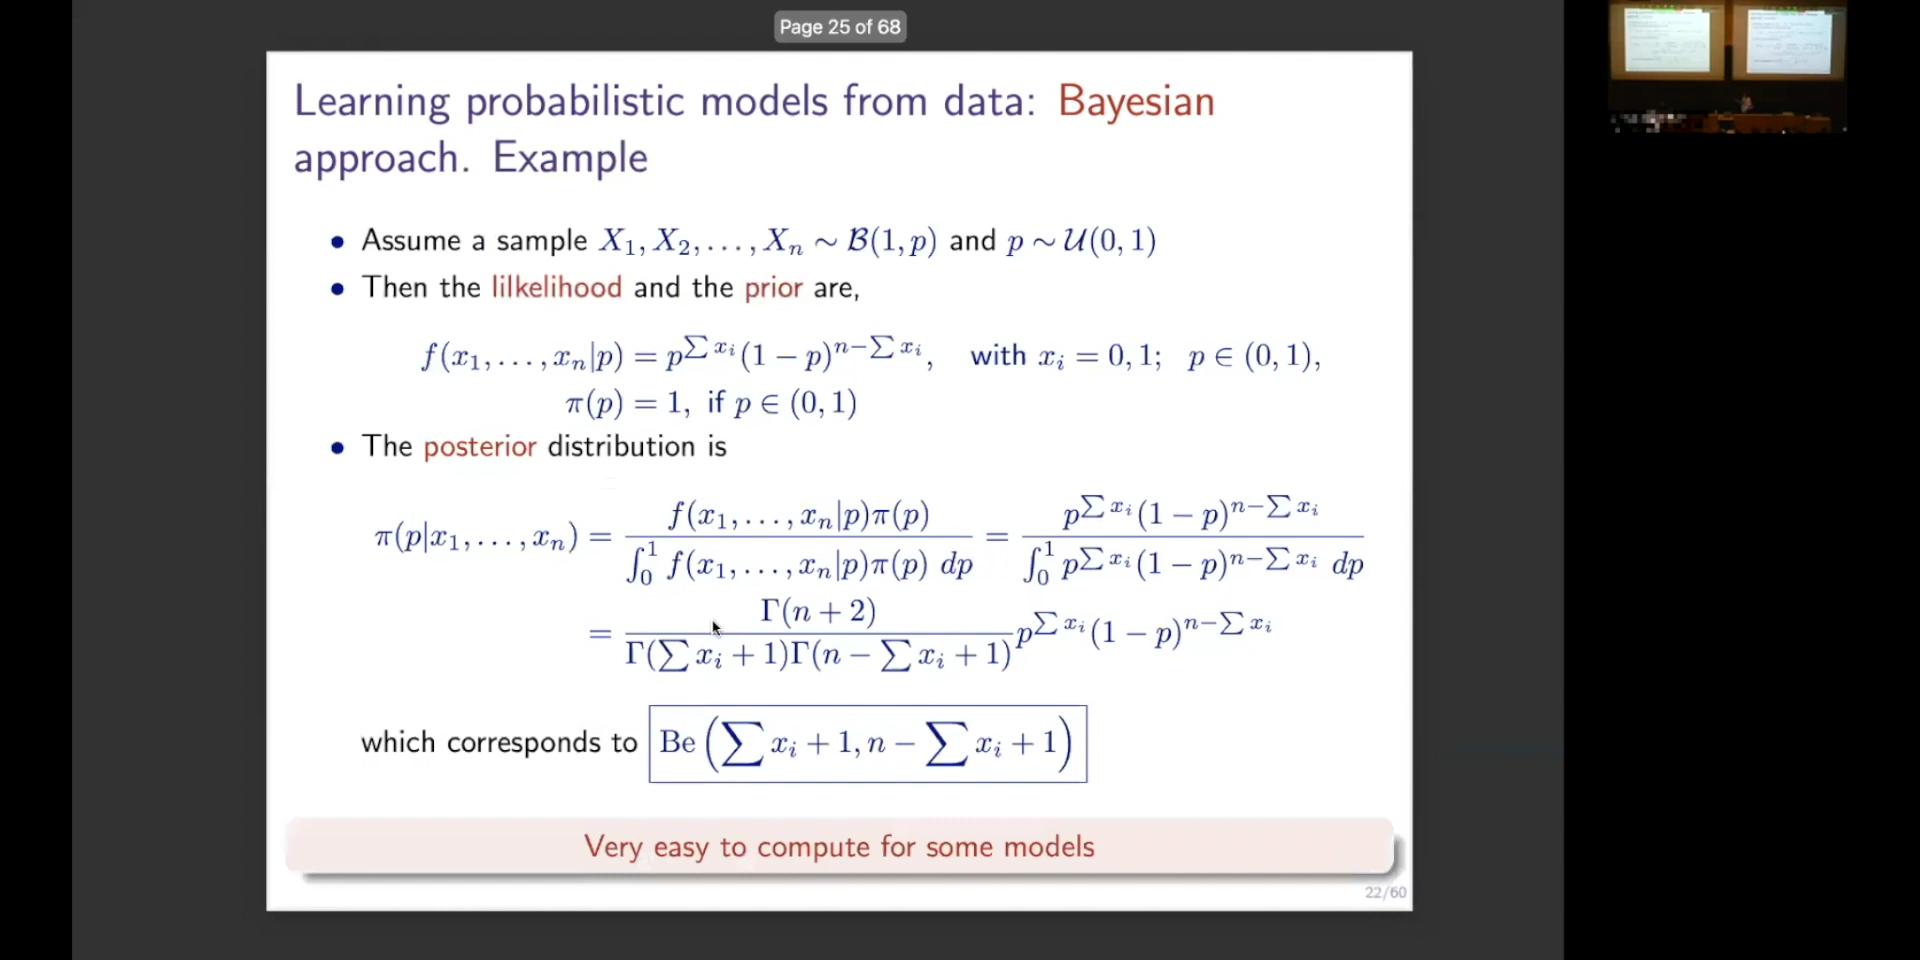 Page 25 of 68
Learning probabilistic models from data: Bayesian
approach. Example
• Assume a sample X₁, X₂, . . . , Xₙ ∼ ℬ(1, p) and p ∼ 𝒰(0, 1)
• Then the lilkelihood and the prior are,
f(x₁, . . . , xₙ|p) = p^{∑ xᵢ}(1 − p)^{n−∑ xᵢ}, with xᵢ = 0, 1; p ∈ (0, 1),
π(p) = 1, if p ∈ (0, 1)
• The posterior distribution is
π(p|x₁, . . . , xₙ) = \frac{f(x₁, . . . , xₙ|p)π(p)}{∫₀¹ f(x₁, . . . , xₙ|p)π(p) dp} = \frac{p^{∑ xᵢ}(1 − p)^{n−∑ xᵢ}}{∫₀¹ p^{∑ xᵢ}(1 − p)^{n−∑ xᵢ} dp}
= \frac{Γ(n + 2)}{Γ(∑ xᵢ + 1)Γ(n − ∑ xᵢ + 1)} p^{∑ xᵢ}(1 − p)^{n−∑ xᵢ}
which corresponds to Be(∑ xᵢ + 1, n − ∑ xᵢ + 1)
Very easy to compute for some models
22/60